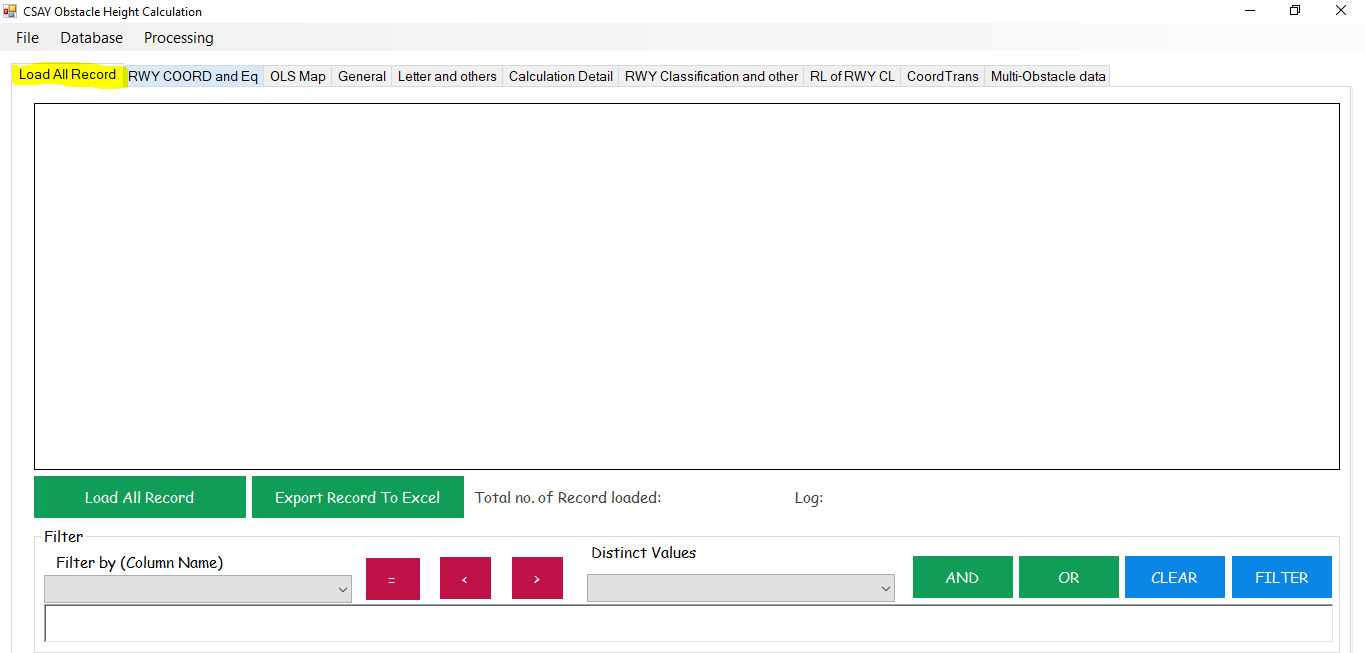 CSAY Obstacle Height Calculation
File Database Processing
Load All Record RWY COORD and Eq OLS Map General Letter and others Calculation Detail RWY Classification and other RL of RWY CL CoordTrans Multi-Obstacle data
Load All Record Export Record To Excel Total no. of Record loaded: Log:
Filter
Filter by (Column Name) Distinct Values
= < > AND OR CLEAR FILTER